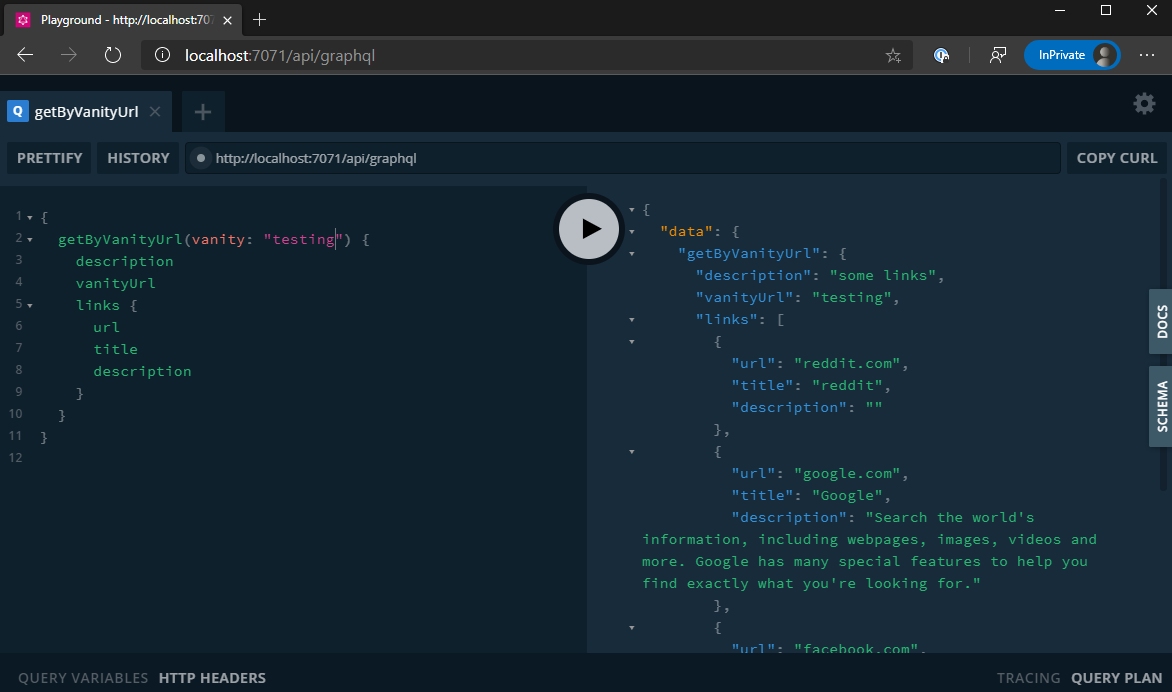 Playground - http://localhost:707
localhost:7071/api/graphql
InPrivate
Q getByVanityUrl
PRETTIFY HISTORY http://localhost:7071/api/graphql COPY CURL
1 {
2 getByVanityUrl(vanity: "testing") {
3 description
4 vanityUrl
5 links {
6 url
7 title
8 description
9 }
10 }
11 }
12
{
"data": {
"getByVanityUrl": {
"description": "some links",
"vanityUrl": "testing",
"links": [
{
"url": "reddit.com",
"title": "reddit",
"description": ""
},
{
"url": "google.com",
"title": "Google",
"description": "Search the world's
information, including webpages, images, videos and
more. Google has many special features to help you
find exactly what you're looking for."
},
{
"url": "facebook.com",
DOCS
SCHEMA
QUERY VARIABLES HTTP HEADERS
TRACING QUERY PLAN